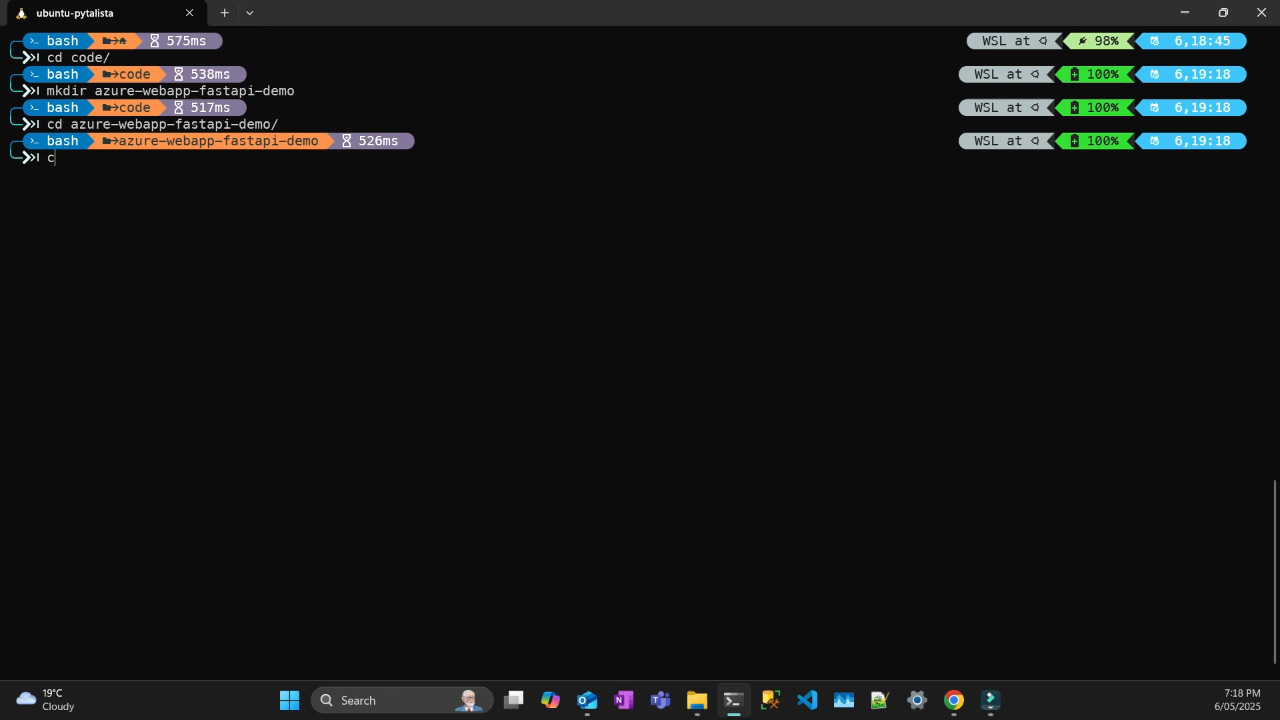 ubuntu-pytalista
bash 575ms WSL at 98% 6,18:45
cd code/
bash code 538ms WSL at 100% 6,19:18
mkdir azure-webapp-fastapi-demo
bash code 517ms WSL at 100% 6,19:18
cd azure-webapp-fastapi-demo/
bash azure-webapp-fastapi-demo 526ms WSL at 100% 6,19:18
c
19°C
Cloudy
Search
7:18 PM
6/05/2025